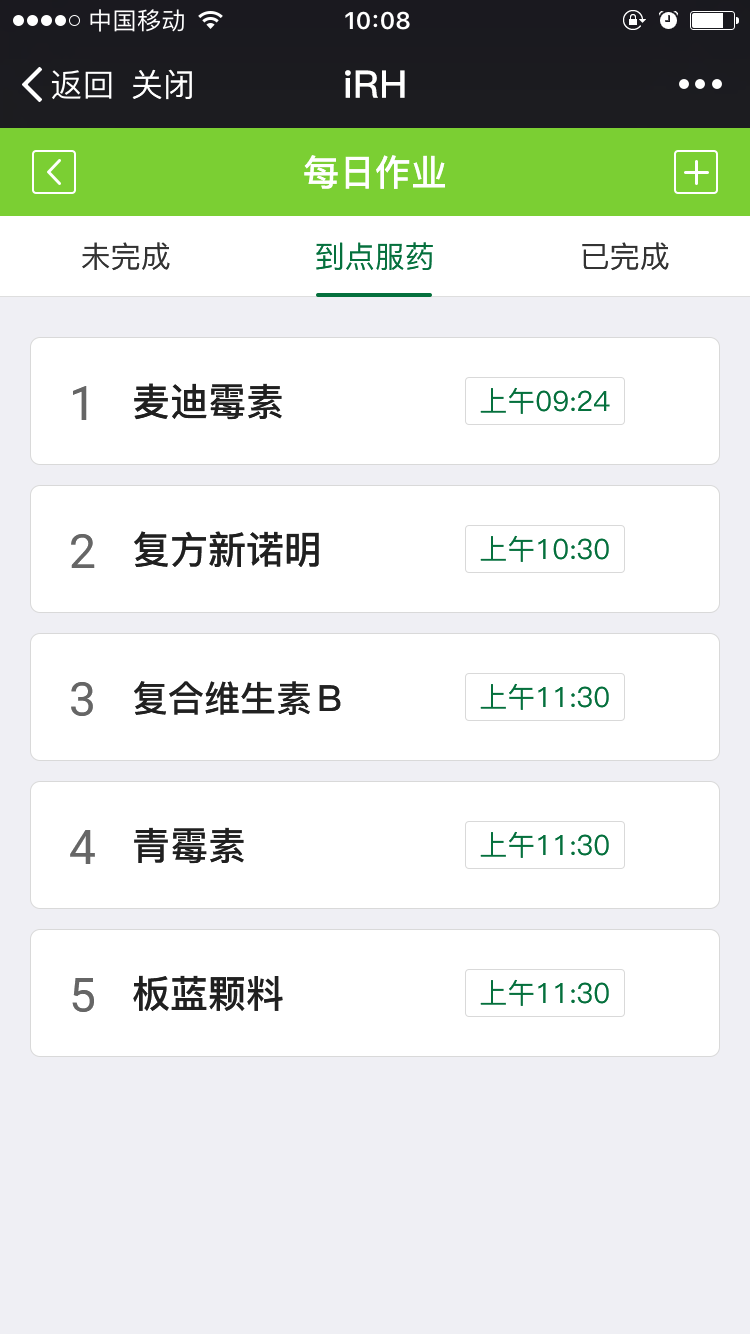 中国移动 10:08
返回 关闭 iRH
每日作业
未完成 到点服药 已完成
1 麦迪霉素 上午09:24
2 复方新诺明 上午10:30
3 复合维生素B 上午11:30
4 青霉素 上午11:30
5 板蓝颗料 上午11:30